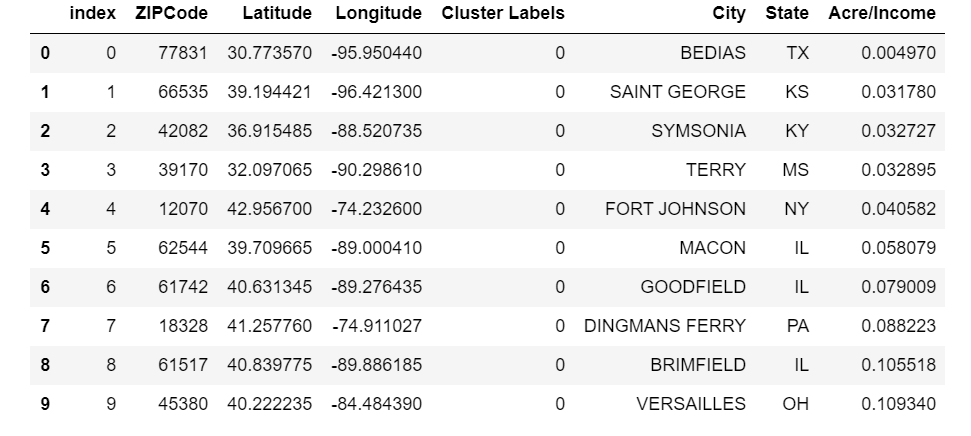 index ZIPCode Latitude Longitude Cluster Labels City State Acre/Income
0 0 77831 30.773570 -95.950440 0 BEDIAS TX 0.004970
1 1 66535 39.194421 -96.421300 0 SAINT GEORGE KS 0.031780
2 2 42082 36.915485 -88.520735 0 SYMSONIA KY 0.032727
3 3 39170 32.097065 -90.298610 0 TERRY MS 0.032895
4 4 12070 42.956700 -74.232600 0 FORT JOHNSON NY 0.040582
5 5 62544 39.709665 -89.000410 0 MACON IL 0.058079
6 6 61742 40.631345 -89.276435 0 GOODFIELD IL 0.079009
7 7 18328 41.257760 -74.911027 0 DINGMANS FERRY PA 0.088223
8 8 61517 40.839775 -89.886185 0 BRIMFIELD IL 0.105518
9 9 45380 40.222235 -84.484390 0 VERSAILLES OH 0.109340